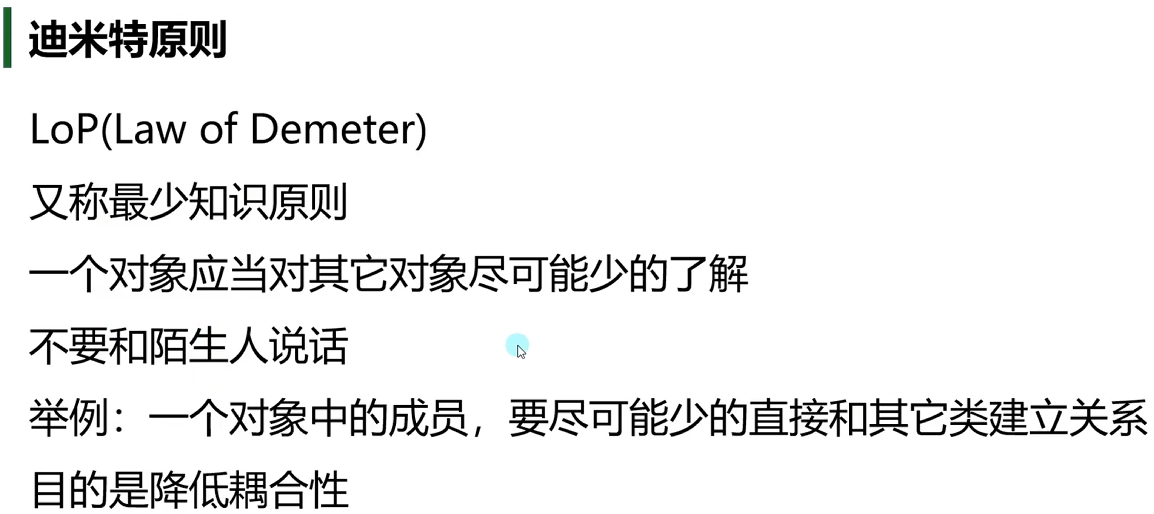 迪米特原则
LoP(Law of Demeter)
又称最少知识原则
一个对象应当对其它对象尽可能少的了解
不要和陌生人说话
举例：一个对象中的成员，要尽可能少的直接和其它类建立关系
目的是降低耦合性